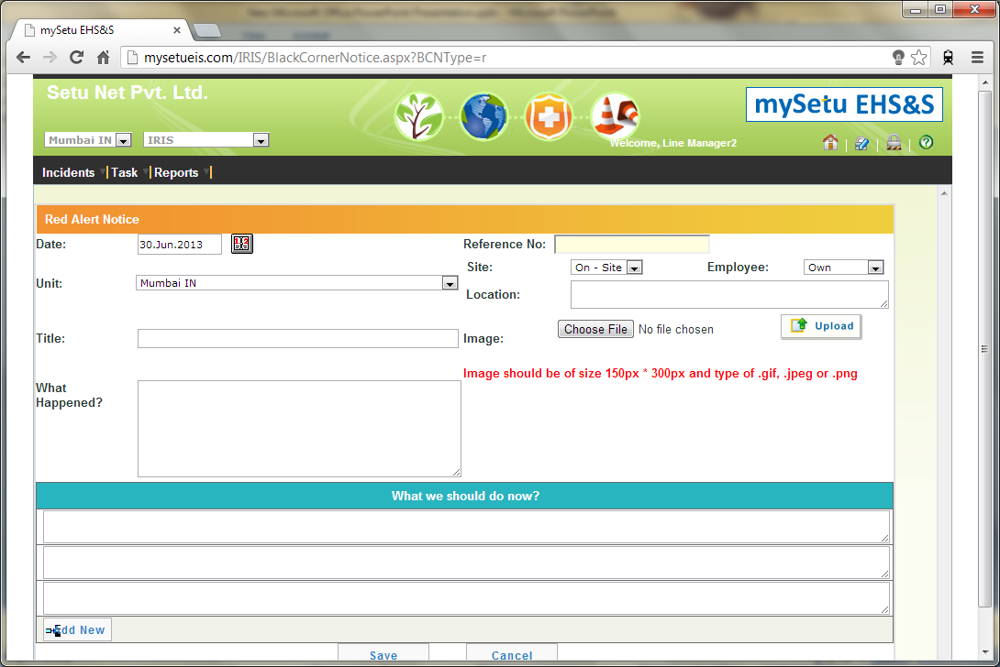 mySetu EHS&S
mysetueis.com/IRIS/BlackCornerNotice.aspx?BCNType=r
Setu Net Pvt. Ltd.
mySetu EHS&S
Mumbai IN IRIS
Welcome, Line Manager2
Incidents Task Reports
Red Alert Notice
Date: 30.Jun.2013 Reference No:
Site: On - Site Employee: Own
Unit: Mumbai IN
Location:
Title: Image: Choose File No file chosen Upload
Image should be of size 150px * 300px and type of .gif, .jpeg or .png
What
Happened?
What we should do now?
Add New
Save Cancel